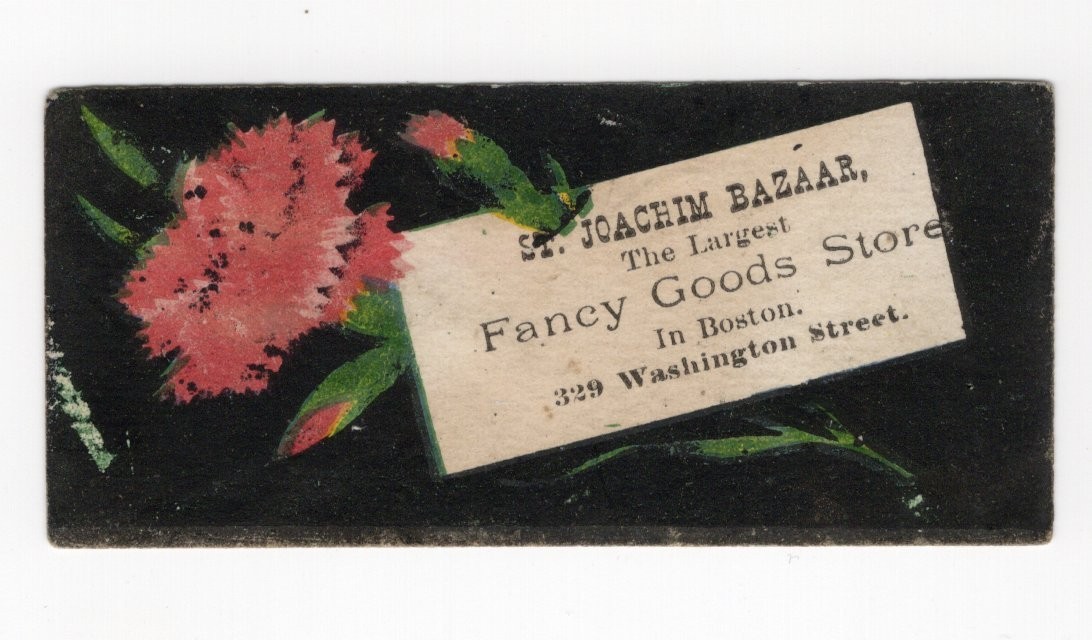 ST. JOACHIM BAZAAR,
The Largest
Fancy Goods Store
In Boston.
329 Washington Street.